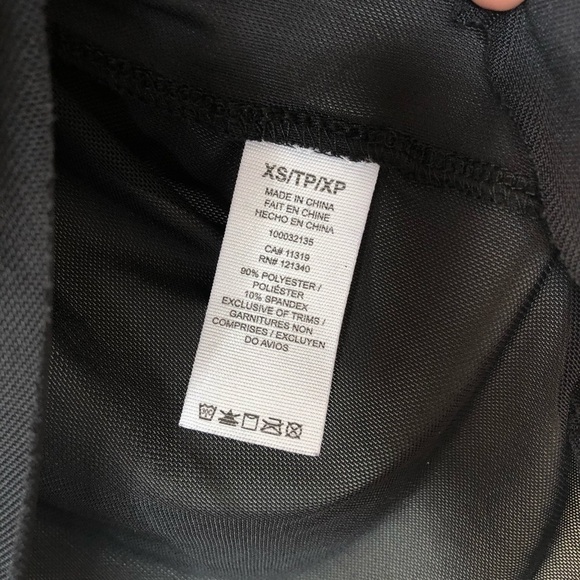 XS/TP/XP
MADE IN CHINA
FAIT EN CHINE
HECHO EN CHINA
100032135
CA# 11319
RN# 121340
90% POLYESTER /
POLIÉSTER
10% SPANDEX
EXCLUSIVE OF TRIMS /
GARNITURES NON
COMPRISES / EXCLUYEN
DO AVIOS